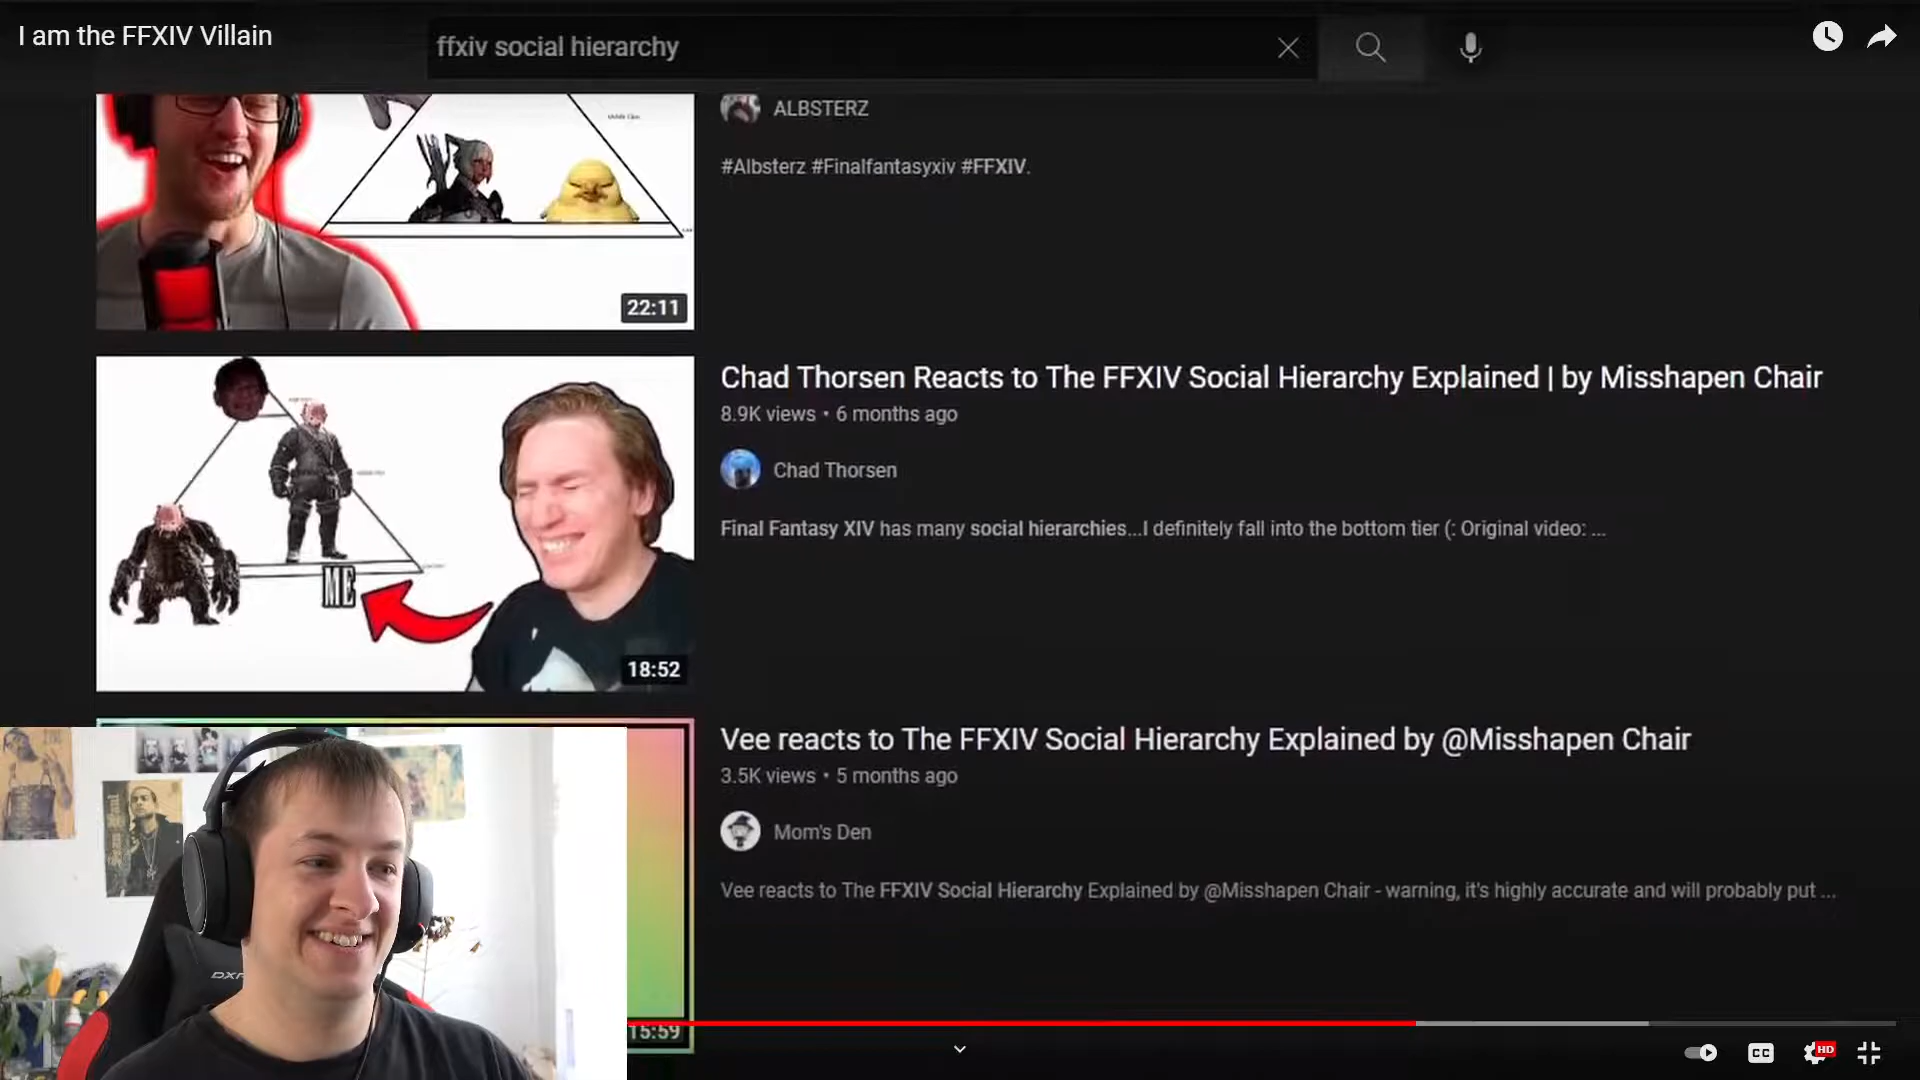 I am the FFXIV Villain
ffxiv social hierarchy
ALBSTERZ
#Albsterz #Finalfantasyxiv #FFXIV.
22:11
Chad Thorsen Reacts to The FFXIV Social Hierarchy Explained | by Misshapen Chair
8.9K views • 6 months ago
Chad Thorsen
Final Fantasy XIV has many social hierarchies...I definitely fall into the bottom tier (: Original video: ...
ME
18:52
Vee reacts to The FFXIV Social Hierarchy Explained by @Misshapen Chair
3.5K views • 5 months ago
Mom's Den
Vee reacts to The FFXIV Social Hierarchy Explained by @Misshapen Chair - warning, it's highly accurate and will probably put ...
15:59
CC
HD